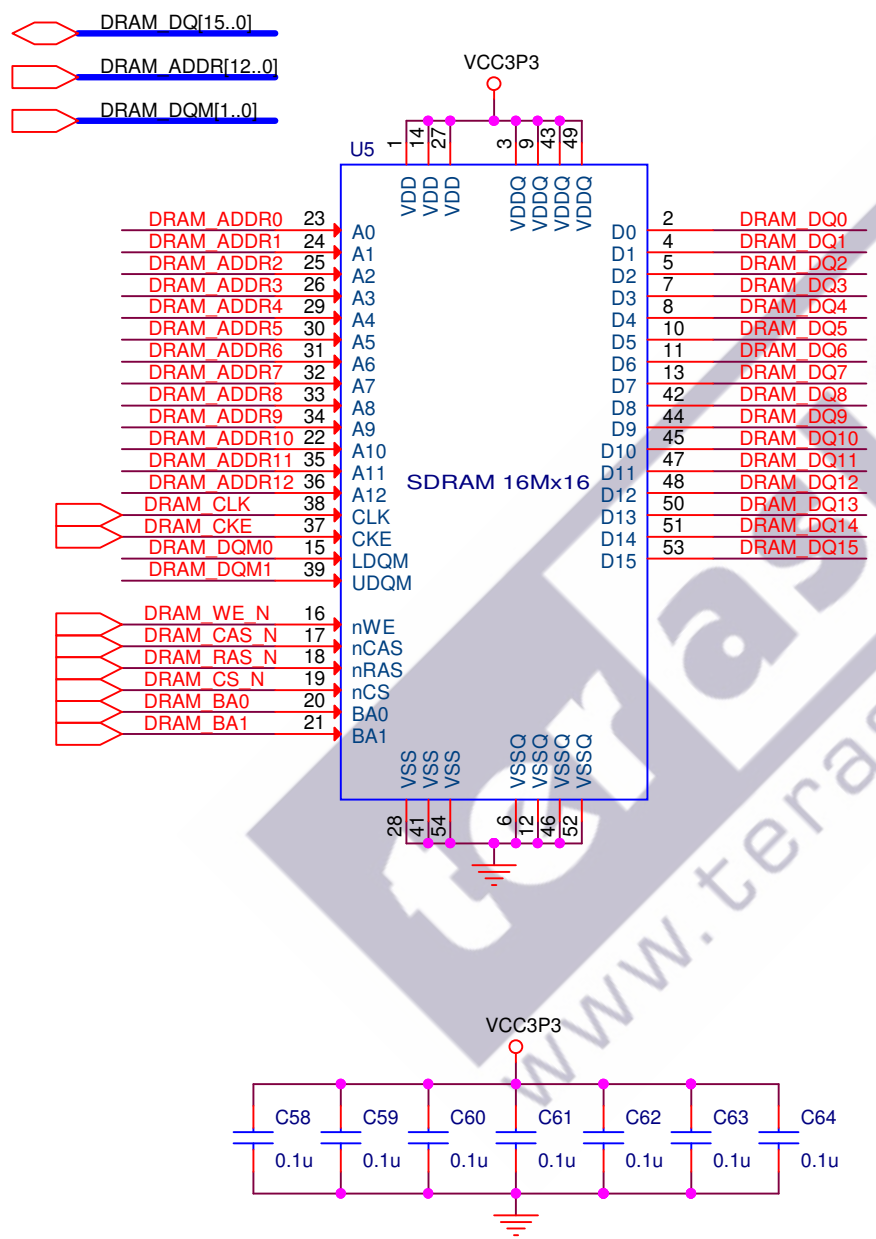 DRAM_DQ[15..0]
DRAM_ADDR[12..0]
DRAM_DQM[1..0]
VCC3P3
U5
1 14 27 3 9 43 49
VDD VDD VDD VDDQ VDDQ VDDQ VDDQ
DRAM_ADDR0 23 A0 D0 2 DRAM_DQ0
DRAM_ADDR1 24 A1 D1 4 DRAM_DQ1
DRAM_ADDR2 25 A2 D2 5 DRAM_DQ2
DRAM_ADDR3 26 A3 D3 7 DRAM_DQ3
DRAM_ADDR4 29 A4 D4 8 DRAM_DQ4
DRAM_ADDR5 30 A5 D5 10 DRAM_DQ5
DRAM_ADDR6 31 A6 D6 11 DRAM_DQ6
DRAM_ADDR7 32 A7 D7 13 DRAM_DQ7
DRAM_ADDR8 33 A8 D8 42 DRAM_DQ8
DRAM_ADDR9 34 A9 D9 44 DRAM_DQ9
DRAM_ADDR10 22 A10 D10 45 DRAM_DQ10
DRAM_ADDR11 35 A11 D11 47 DRAM_DQ11
DRAM_ADDR12 36 A12 SDRAM 16Mx16 D12 48 DRAM_DQ12
DRAM_CLK 38 CLK D13 50 DRAM_DQ13
DRAM_CKE 37 CKE D14 51 DRAM_DQ14
DRAM_DQM0 15 LDQM D15 53 DRAM_DQ15
DRAM_DQM1 39 UDQM
DRAM_WE_N 16 nWE
DRAM_CAS_N 17 nCAS
DRAM_RAS_N 18 nRAS
DRAM_CS_N 19 nCS
DRAM_BA0 20 BA0
DRAM_BA1 21 BA1
VSS VSS VSS VSSQ VSSQ VSSQ VSSQ
28 41 54 6 12 46 52
VCC3P3
C58 C59 C60 C61 C62 C63 C64
0.1u 0.1u 0.1u 0.1u 0.1u 0.1u 0.1u
teras
www.teras